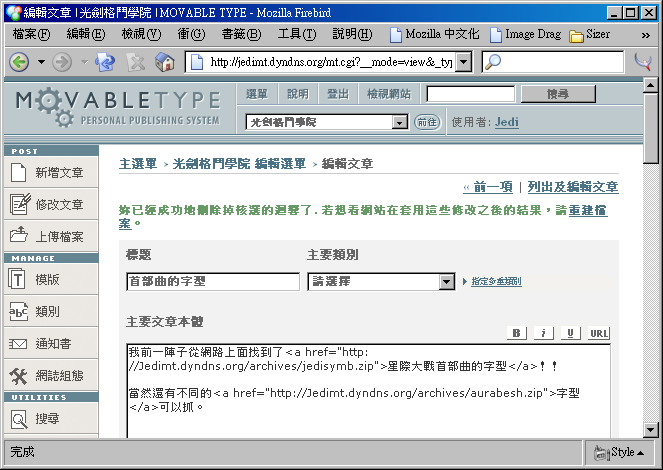 編輯文章 | 光劍格鬥學院 | MOVABLE TYPE - Mozilla Firebird
檔案(F) 編輯(E) 檢視(V) 衝(G) 書籤(B) 工具(T) 說明(H) Mozilla 中文化 Image Drag Sizer »
http://jedimt.dyndns.org/mt.cgi?__mode=view&_typ
MOVABLETYPE
PERSONAL PUBLISHING SYSTEM
選單 說明 登出 檢視網站 搜尋
光劍格鬥學院 前往 使用者: Jedi
POST
新增文章
修改文章
上傳檔案
MANAGE
模版
類別
通知書
網誌組態
UTILITIES
搜尋
主選單 > 光劍格鬥學院 編輯選單 > 編輯文章
« 前一項 | 列出及編輯文章
妳已經成功地刪除掉核選的迴響了. 若想看網站在套用這些修改之後的結果，請重建檔
案。
標題 主要類別
首部曲的字型 請選擇 指定多重類別
主要文章本體 B i U URL
我前一陣子從網路上面找到了<a href="http:
//Jedimt.dyndns.org/archives/jedisymb.zip">星際大戰首部曲的字型</a>！！
當然還有不同的<a href="http://Jedimt.dyndns.org/archives/aurabesh.zip">字型
</a>可以抓。
完成 Style